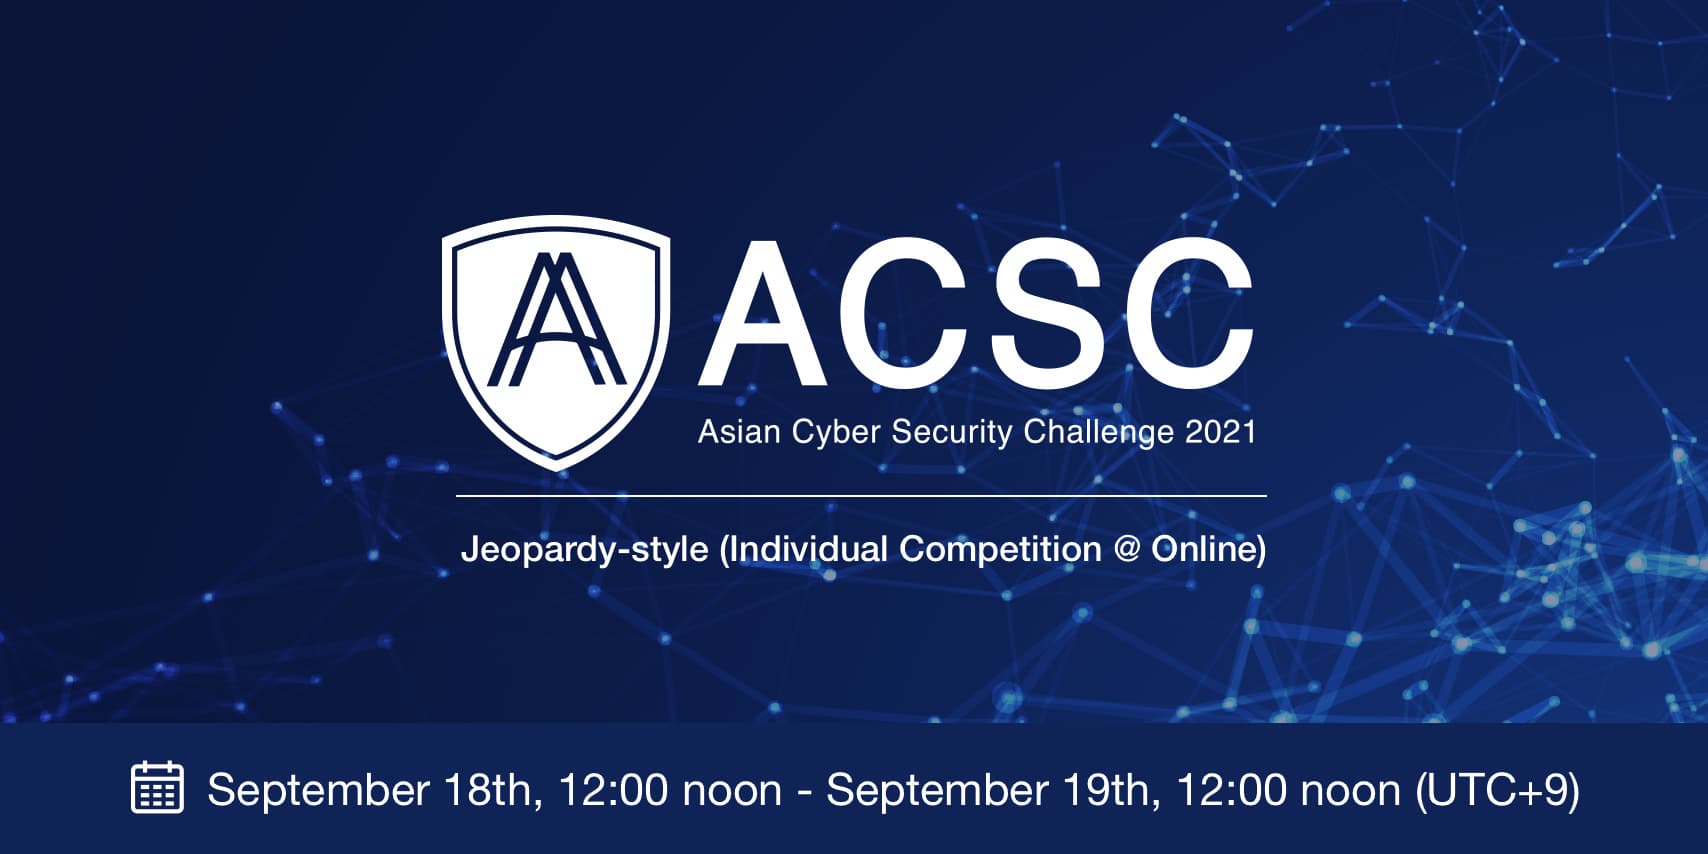 ACSC
Asian Cyber Security Challenge 2021
Jeopardy-style (Individual Competition @ Online)
September 18th, 12:00 noon - September 19th, 12:00 noon (UTC+9)